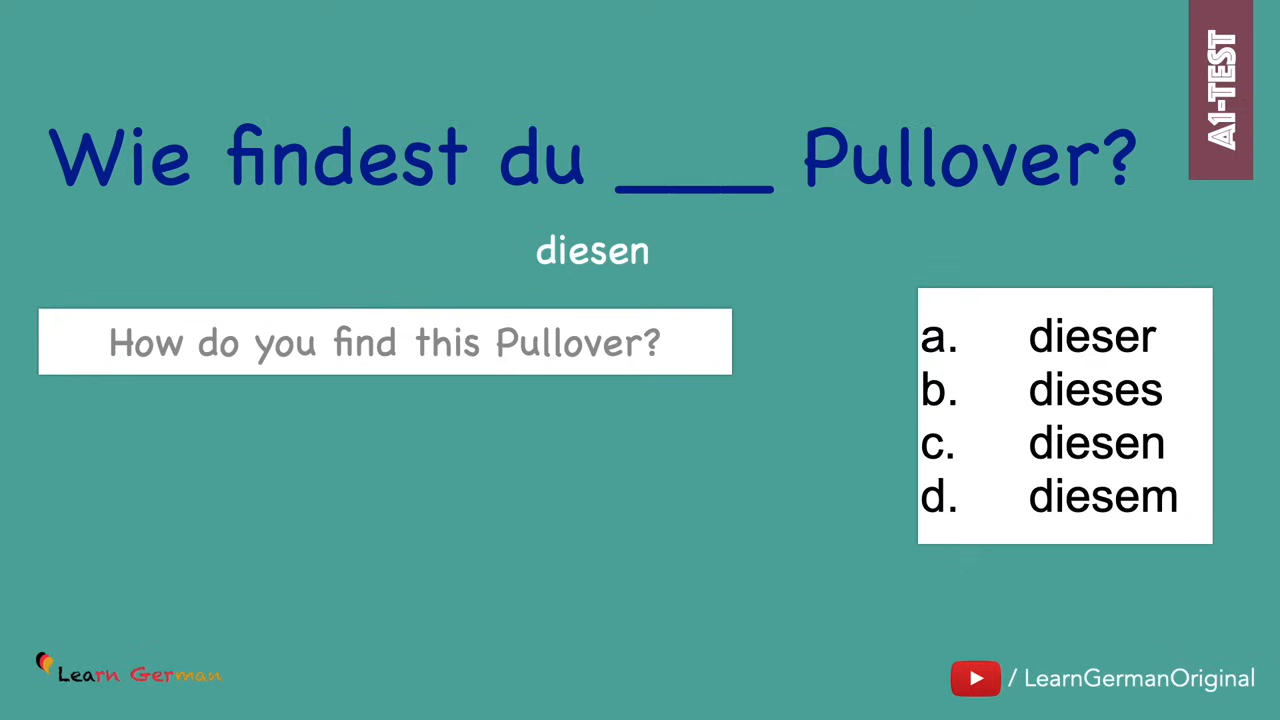 A1-TEST
Wie findest du ____ Pullover?
diesen
How do you find this Pullover?
a. dieser
b. dieses
c. diesen
d. diesem
Learn German
/ LearnGermanOriginal